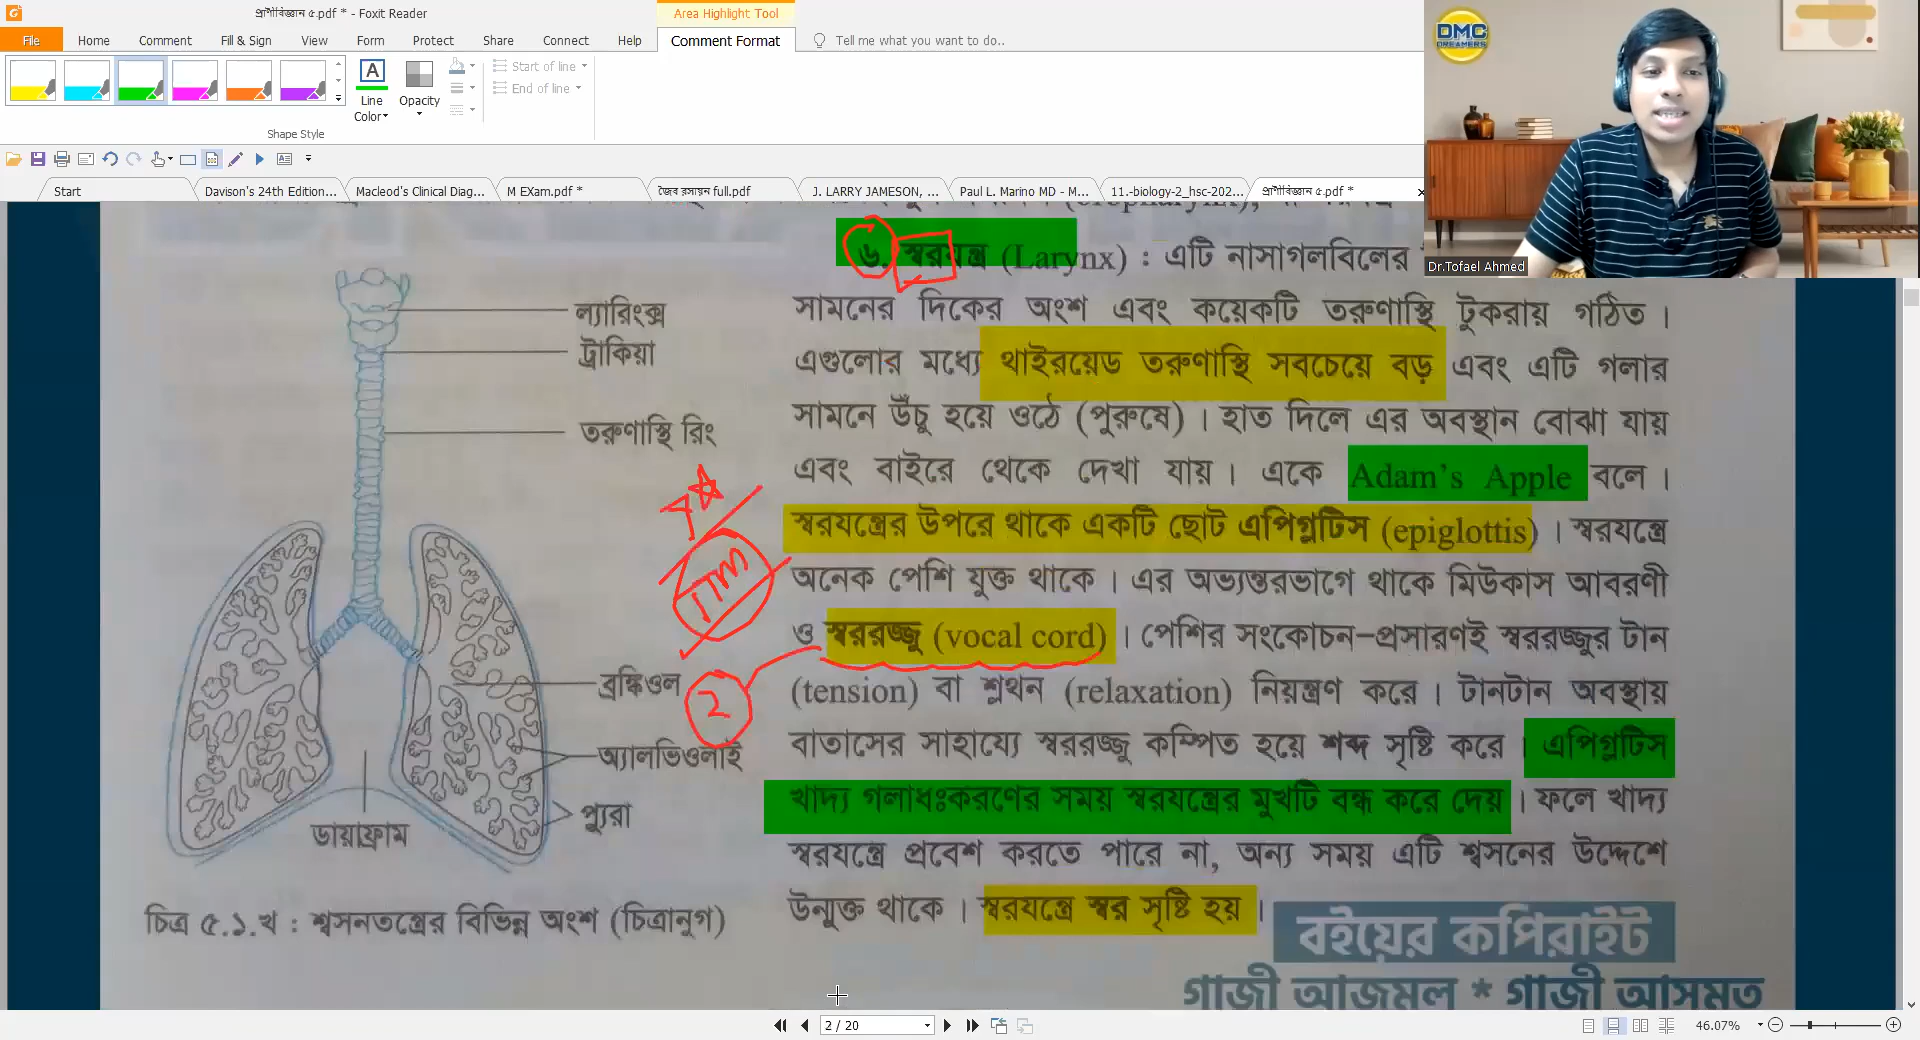 প্রাণীবিজ্ঞান ৫.pdf * - Foxit Reader
Area Highlight Tool
File Home Comment Fill & Sign View Form Protect Share Connect Help Comment Format Tell me what you want to do..
Line Color
Opacity
Start of line
End of line
Shape Style
DMC
DREAMERS
Dr.Tofael Ahmed
Start Davison's 24th Edition... Macleod's Clinical Diag... M EXam.pdf * জৈব রসায়ন full.pdf J. LARRY JAMESON, ... Paul L. Marino MD - M... 11.-biology-2_hsc-202... প্রাণীবিজ্ঞান ৫.pdf *
৬. স্বরযন্ত্র (Larynx) : এটি নাসাগলবিলের
সামনের দিকের অংশ এবং কয়েকটি তরুণাস্থি টুকরায় গঠিত।
এগুলোর মধ্যে থাইরয়েড তরুণাস্থি সবচেয়ে বড় এবং এটি গলার
সামনে উঁচু হয়ে ওঠে (পুরুষে)। হাত দিলে এর অবস্থান বোঝা যায়
এবং বাইরে থেকে দেখা যায়। একে Adam's Apple বলে।
স্বরযন্ত্রের উপরে থাকে একটি ছোট এপিগ্লটিস (epiglottis)। স্বরযন্ত্রে
অনেক পেশি যুক্ত থাকে। এর অভ্যন্তরভাগে থাকে মিউকাস আবরণী
ও স্বররজ্জু (vocal cord)। পেশির সংকোচন-প্রসারণই স্বররজ্জুর টান
(tension) বা শ্লথন (relaxation) নিয়ন্ত্রণ করে। টানটান অবস্থায়
বাতাসের সাহায্যে স্বররজ্জু কম্পিত হয়ে শব্দ সৃষ্টি করে। এপিগ্লটিস
খাদ্য গলাধঃকরণের সময় স্বরযন্ত্রের মুখটি বন্ধ করে দেয়। ফলে খাদ্য
স্বরযন্ত্রে প্রবেশ করতে পারে না, অন্য সময় এটি শ্বসনের উদ্দেশে
উন্মুক্ত থাকে। স্বরযন্ত্রে স্বর সৃষ্টি হয়।
ল্যারিংক্স
ট্রাকিয়া
তরুণাস্থি রিং
ব্রঙ্কিওল
অ্যালভিওলাই
প্লুরা
ডায়াফ্রাম
2
চিত্র ৫.১.খ : শ্বসনতন্ত্রের বিভিন্ন অংশ (চিত্রানুগ)
বইয়ের কপিরাইট
গাজী আজমল * গাজী আসমত
2 / 20
46.07%